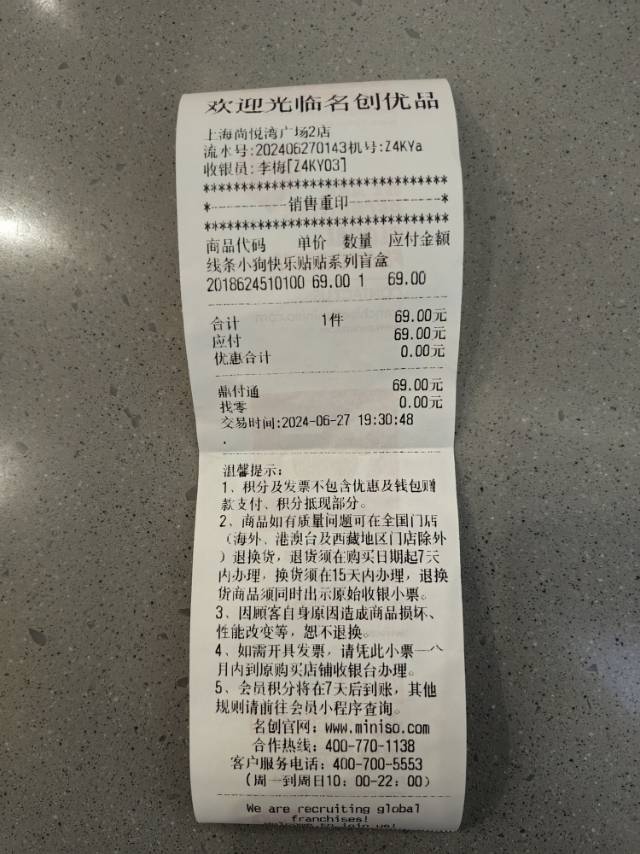 欢迎光临名创优品
上海尚悦湾广场2店
流水号:202406270143机号:Z4KYa
收银员:李梅[Z4KY03]
***********************************
*--------------销售重印--------------*
***********************************
商品代码 单价 数量 应付金额
线条小狗快乐贴贴系列盲盒
2018624510100 69.00 1 69.00
合计 1件 69.00元
应付 69.00元
优惠合计 0.00元
鼎付通 69.00元
找零 0.00元
交易时间:2024-06-27 19:30:48
.
温馨提示:
1、积分及发票不包含优惠及钱包赠
款支付、积分抵现部分。
2、商品如有质量问题可在全国门店
(海外、港澳台及西藏地区门店除外
)退换货,退货须在购买日期起7天
内办理,换货须在15天内办理,退换
货商品须同时出示原始收银小票。
3、因顾客自身原因造成商品损坏、
性能改变等,恕不退换。
4、如需开具发票,请凭此小票一个
月内到原购买店铺收银台办理。
5、会员积分将在7天后到账,其他
规则请前往会员小程序查询。
名创官网:www.miniso.com
合作热线:400-770-1138
客户服务电话:400-700-5553
(周一到周日10:00-22:00)
We are recruiting global
franchises!
Welcome to join us!